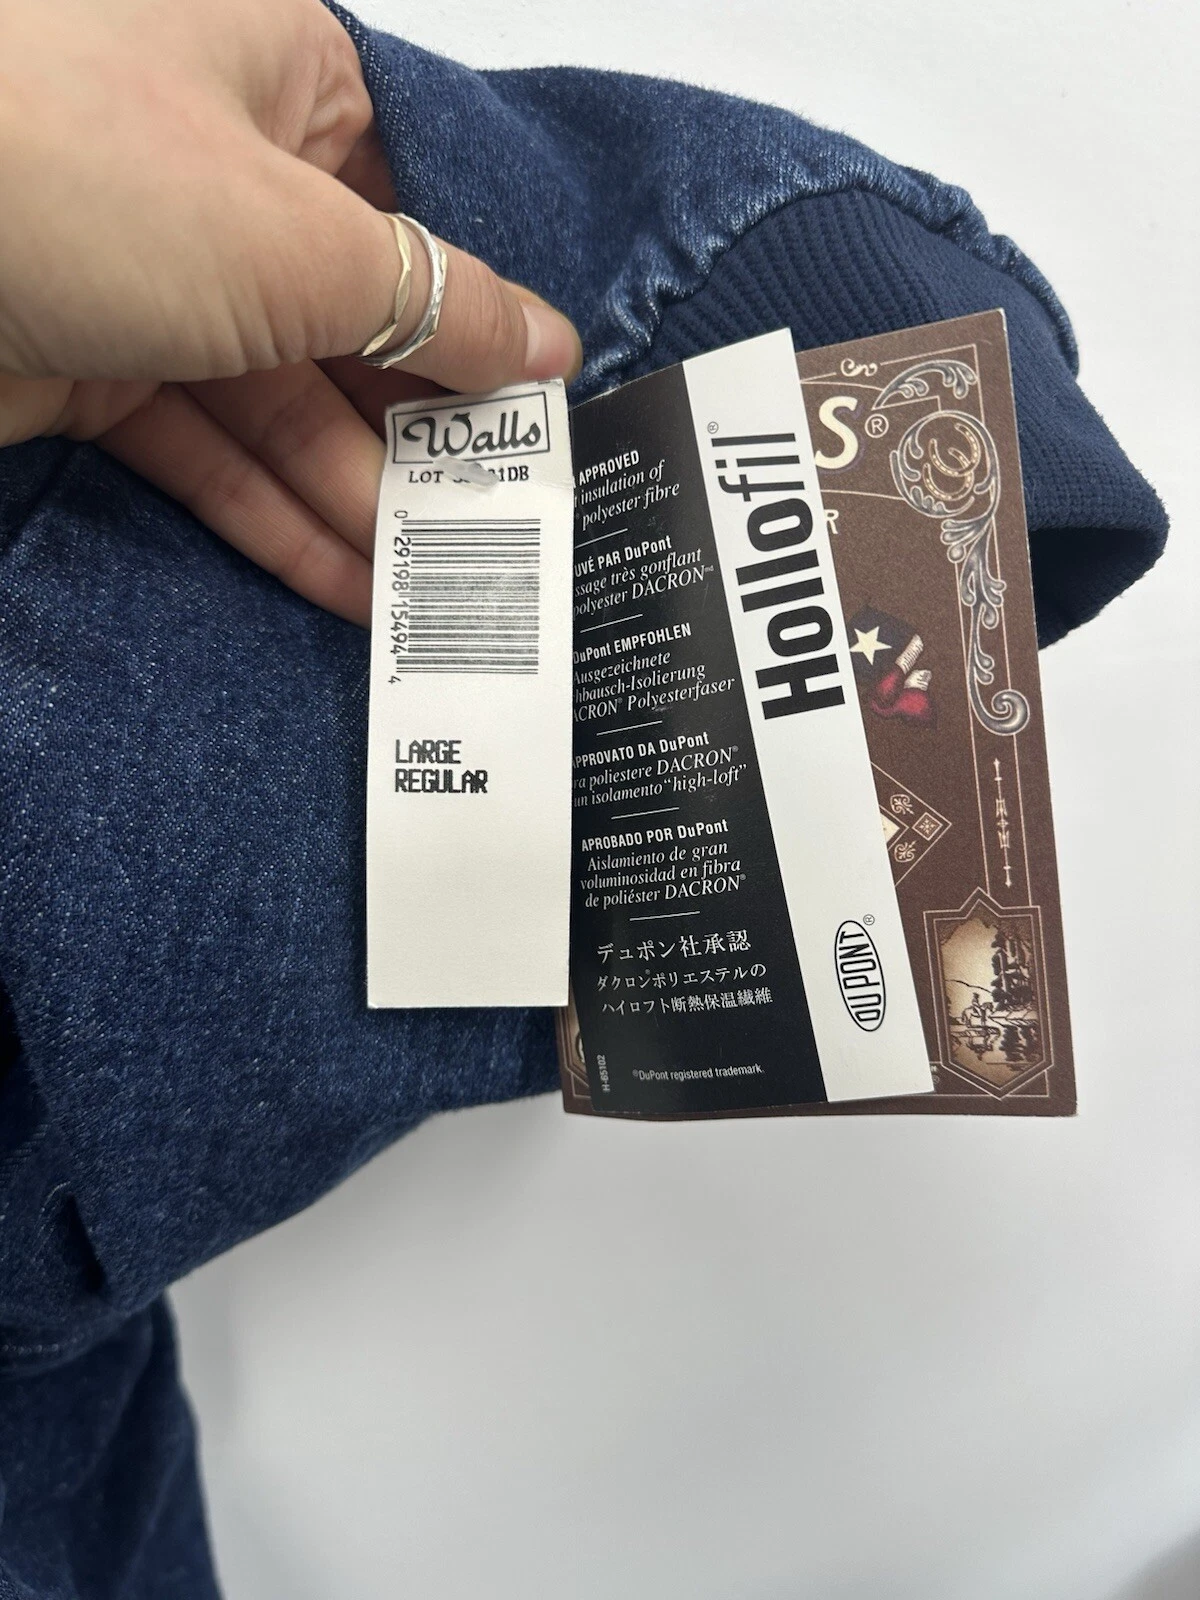 Walls
LOT 1DB
0 29198 15494 4
LARGE
REGULAR
APPROVED
insulation of
polyester fibre
PAR DuPont
très gonflant
polyester DACRON
DuPont EMPFOHLEN
Ausgezeichnete
hbausch-Isolierung
ACRON® Polyesterfaser
APPROVATO DA DuPont
poliestere DACRON®
un isolamento "high-loft"
APROBADO POR DuPont
Aislamiento de gran
voluminosidad en fibra
de poliéster DACRON®
デュポン社承認
ダクロン®ポリエステルの
ハイロフト断熱保温繊維
H-65102
®DuPont registered trademark.
Hollofil®
DUPONT®
S®
R